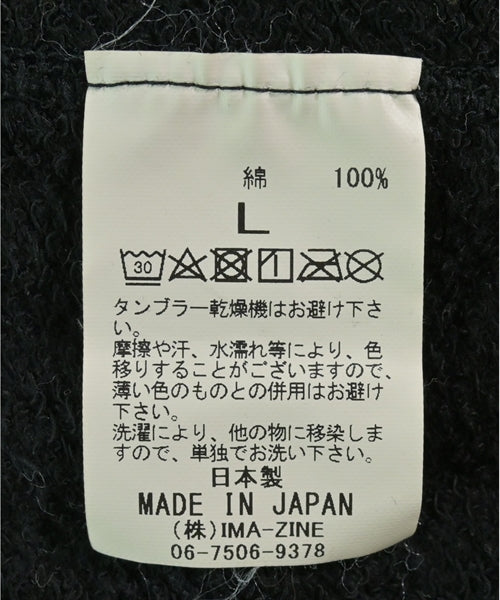 綿 100%
L
30
タンブラー乾燥機はお避け下さ
い。
摩擦や汗、水濡れ等により、色
移りすることがございますので、
薄い色のものとの併用はお避け
下さい。
洗濯により、他の物に移染しま
すので、単独でお洗い下さい。
日本製
MADE IN JAPAN
(株)IMA-ZINE
06-7506-9378